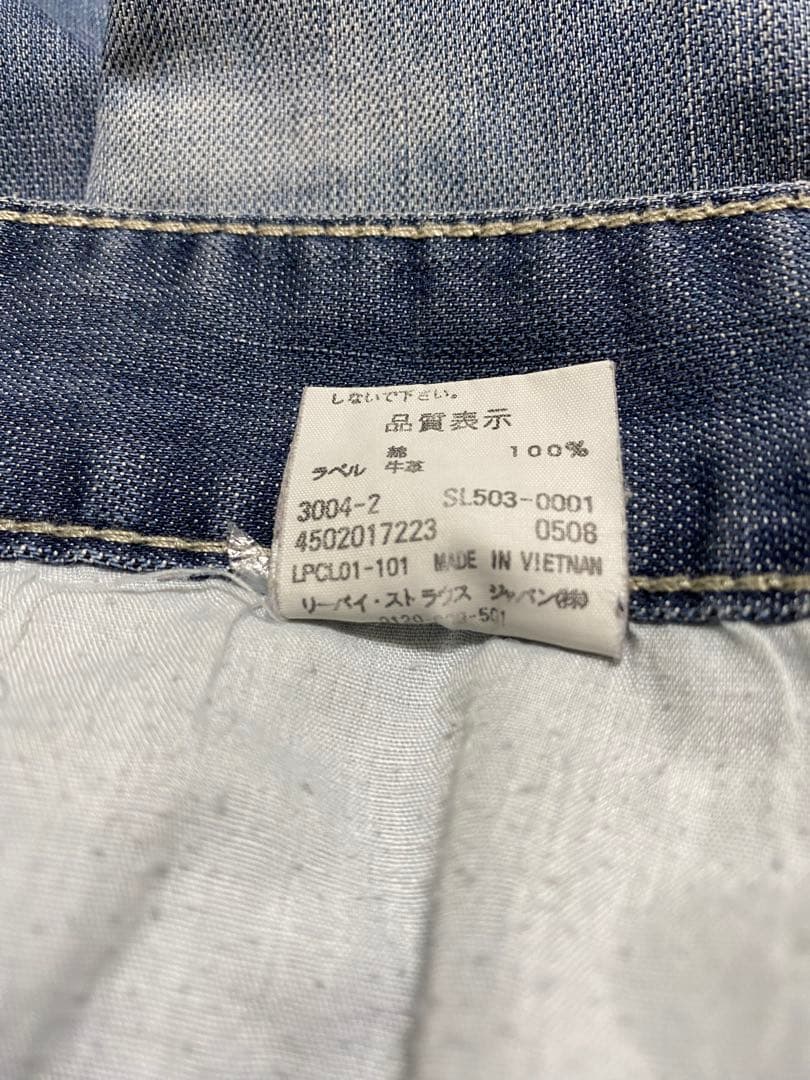 しないで下さい。
品質表示
綿 100%
ラベル 牛革
3004-2 SL503-0001
4502017223 0508
LPCL01-101 MADE IN VIETNAN
リーバイ・ストラウス ジャパン(株)